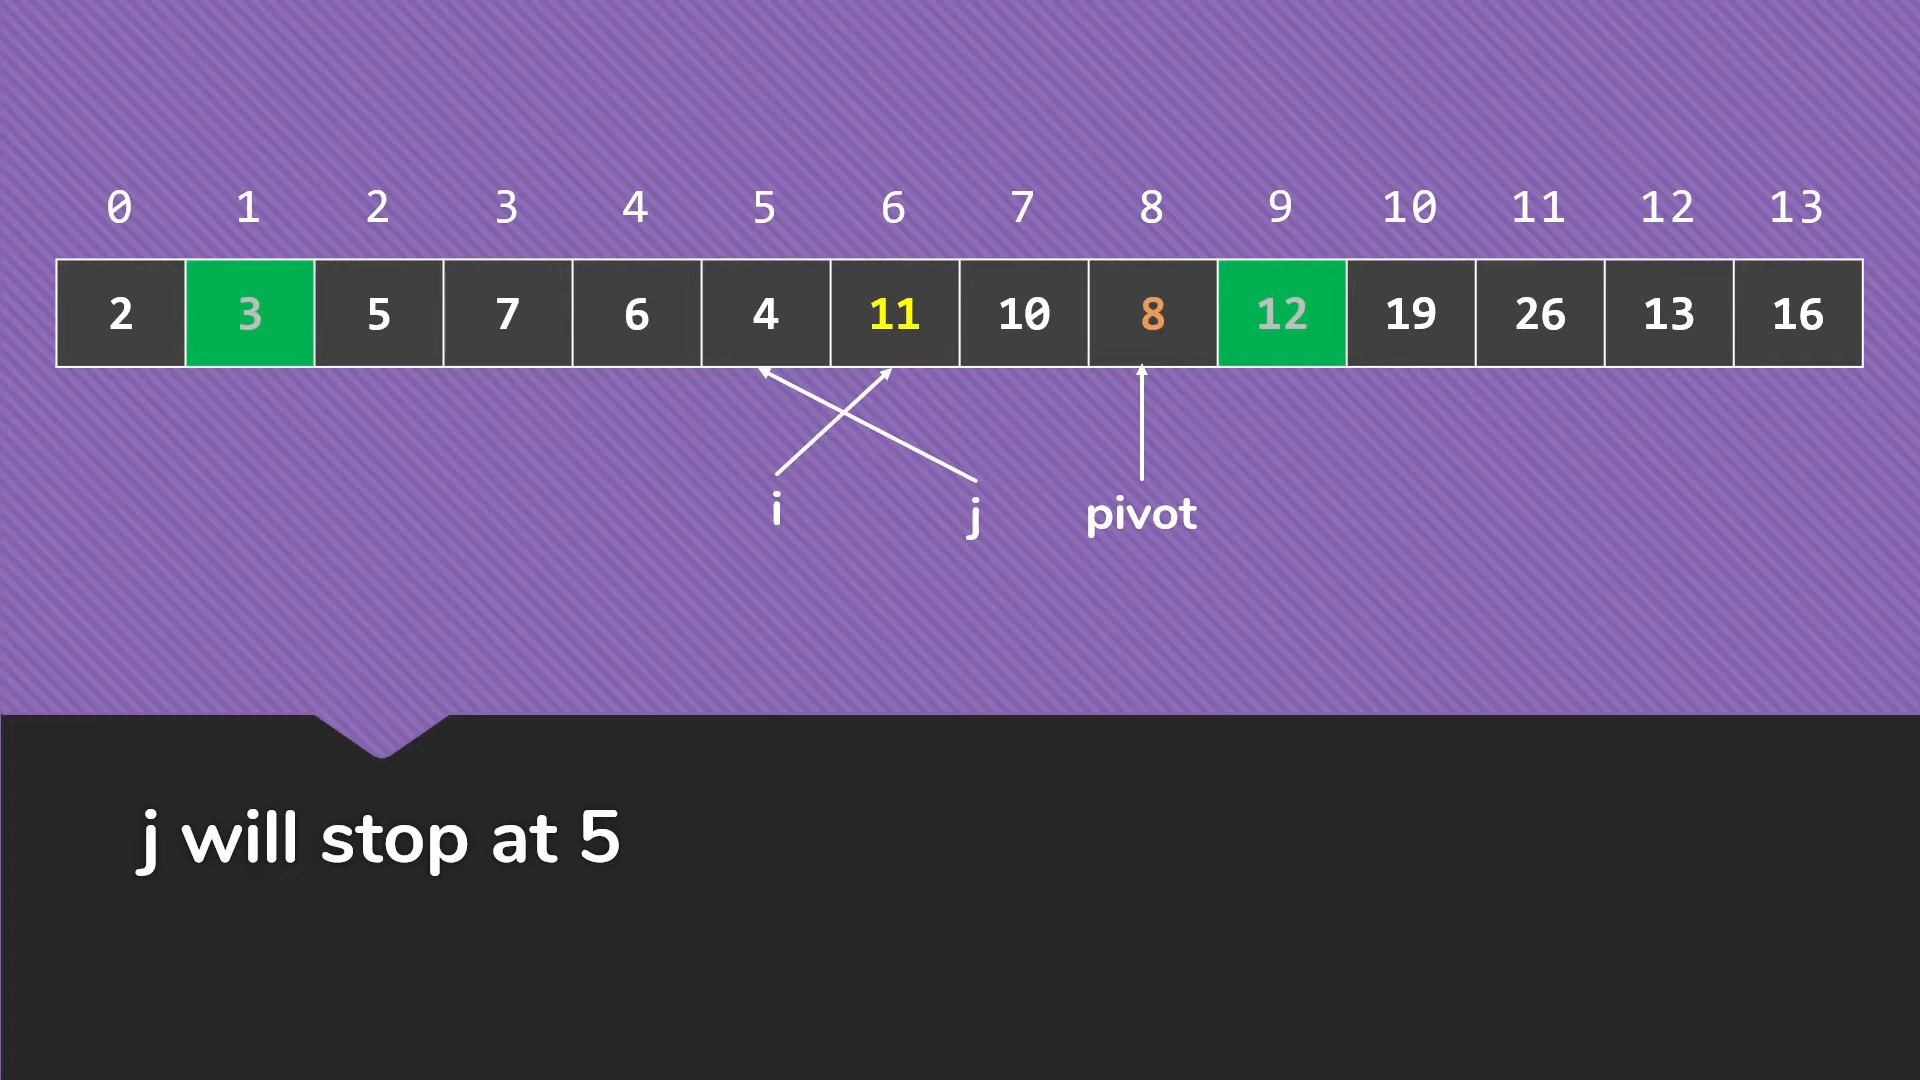 0 1 2 3 4 5 6 7 8 9 10 11 12 13
2 3 5 7 6 4 11 10 8 12 19 26 13 16
i j pivot
j will stop at 5